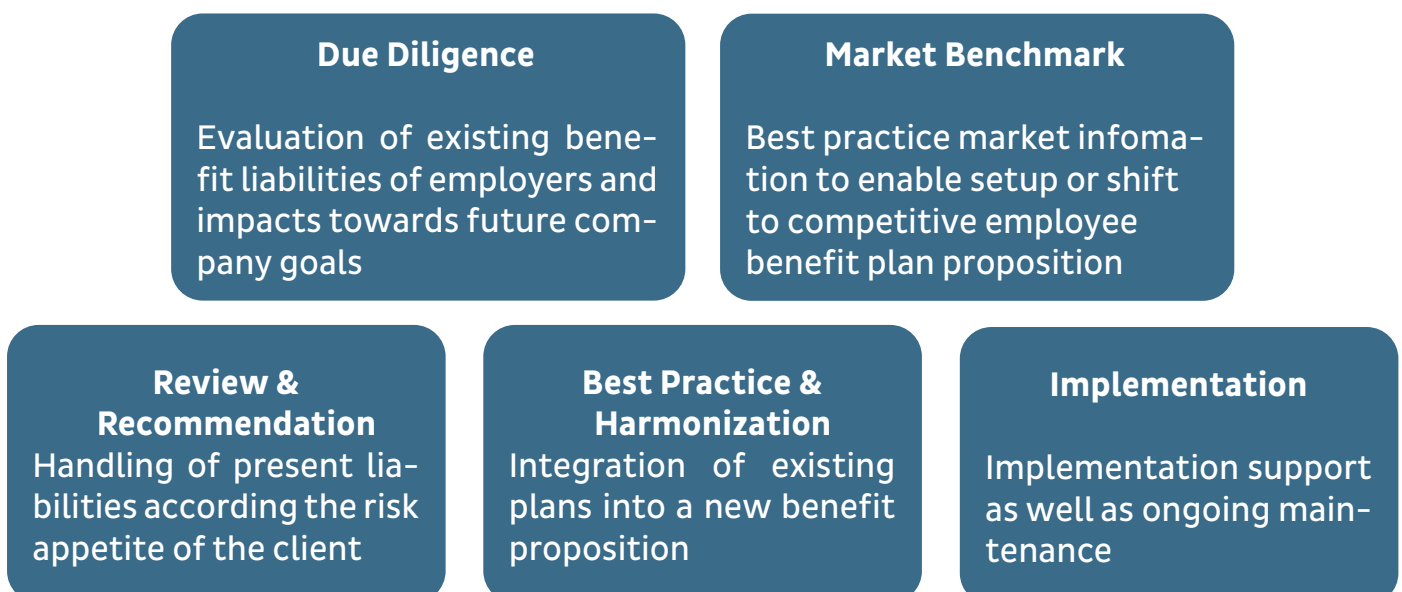 Due Diligence
Evaluation of existing bene-
fit liabilities of employers and
impacts towards future com-
pany goals
Market Benchmark
Best practice market infoma-
tion to enable setup or shift
to competitive employee
benefit plan proposition
Review &
Recommendation
Handling of present lia-
bilities according the risk
appetite of the client
Best Practice &
Harmonization
Integration of existing
plans into a new benefit
proposition
Implementation
Implementation support
as well as ongoing main-
tenance